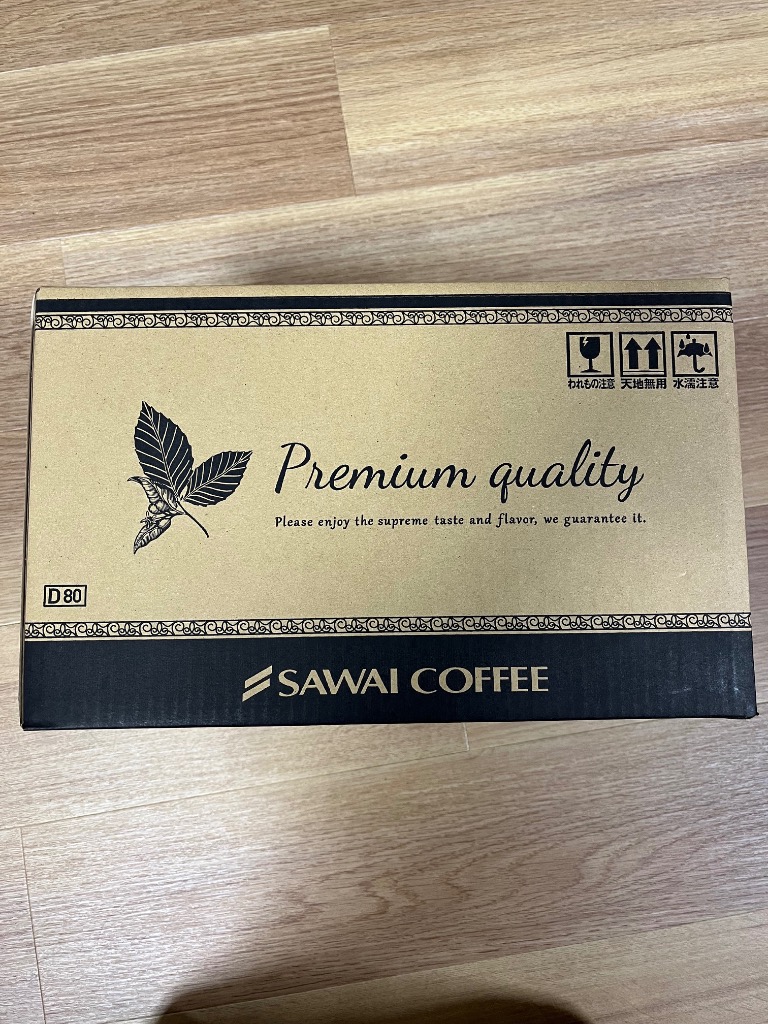 われもの注意 天地無用 水濡注意
Premium quality
Please enjoy the supreme taste and flavor, we guarantee it.
D80
SAWAI COFFEE